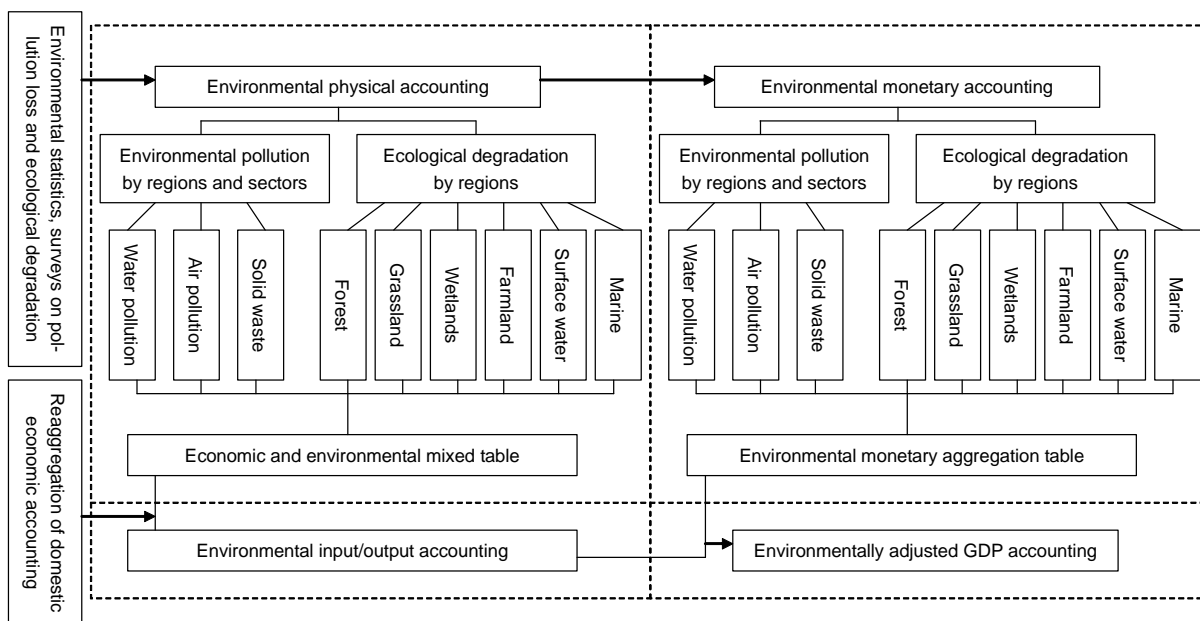 Environmental statistics, surveys on pol-
lution loss and ecological degradation
Reaggregation of domestic
economic accounting
Environmental physical accounting
Environmental pollution
by regions and sectors
Ecological degradation
by regions
Water pollution
Air pollution
Solid waste
Forest
Grassland
Wetlands
Farmland
Surface water
Marine
Economic and environmental mixed table
Environmental input/output accounting
Environmental monetary accounting
Environmental pollution
by regions and sectors
Ecological degradation
by regions
Water pollution
Air pollution
Solid waste
Forest
Grassland
Wetlands
Farmland
Surface water
Marine
Environmental monetary aggregation table
Environmentally adjusted GDP accounting